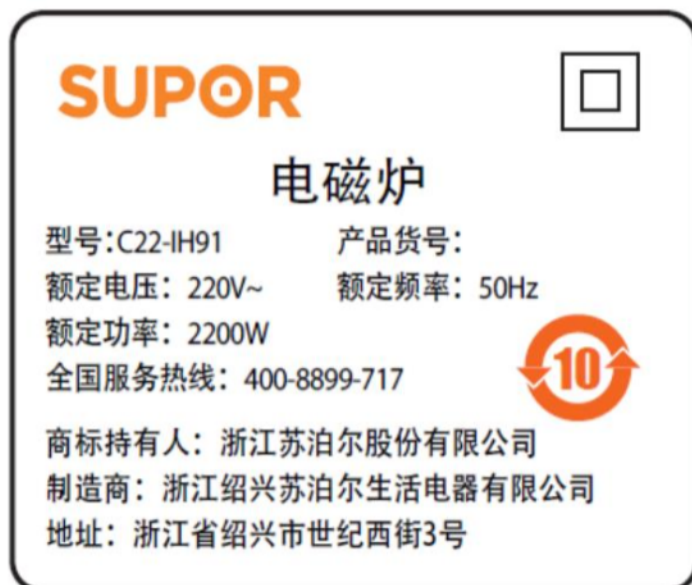 SUPOR
电磁炉
型号:C22-IH91 产品货号：
额定电压：220V~ 额定频率：50Hz
额定功率：2200W
全国服务热线：400-8899-717
10
商标持有人：浙江苏泊尔股份有限公司
制造商：浙江绍兴苏泊尔生活电器有限公司
地址：浙江省绍兴市世纪西街3号